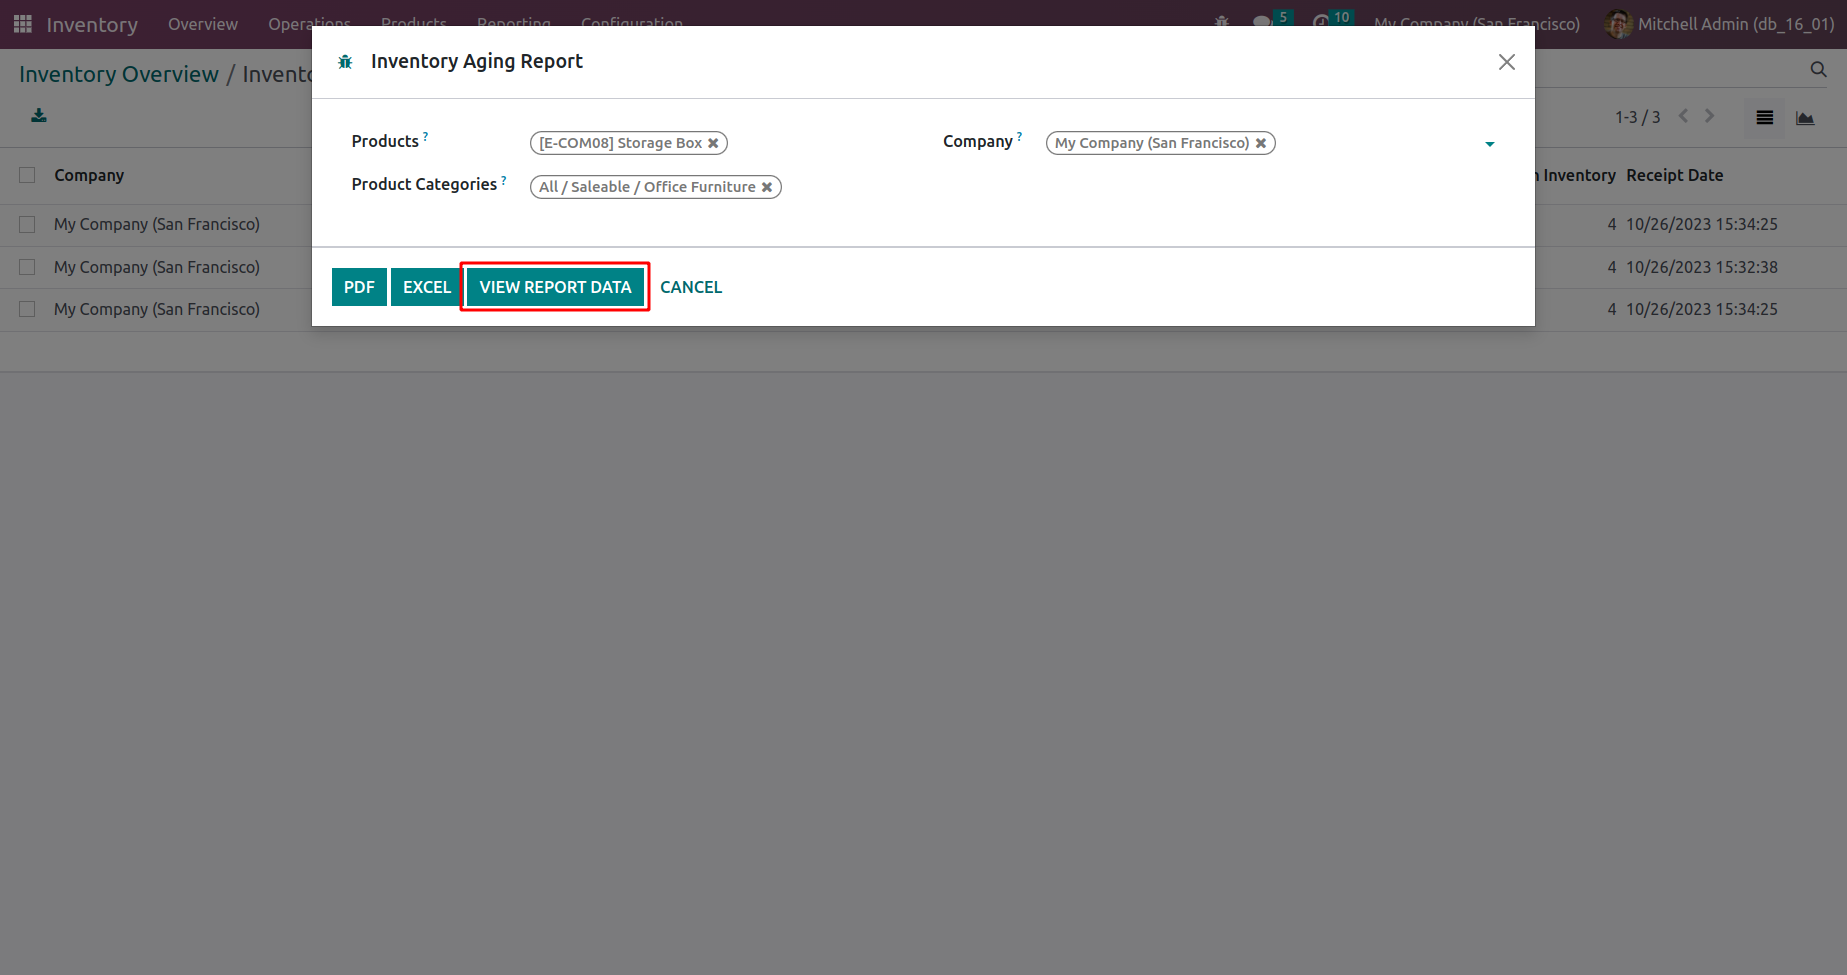 Inventory Overview Operations Products Reporting Configuration 5 10 My Company (San Francisco) Mitchell Admin (db_16_01)
Inventory Overview / Invento
Inventory Aging Report
1-3 / 3
Products ? [E-COM08] Storage Box Company ? My Company (San Francisco)
Product Categories ? All / Saleable / Office Furniture
PDF EXCEL VIEW REPORT DATA CANCEL
Company Inventory Receipt Date
My Company (San Francisco) 4 10/26/2023 15:34:25
My Company (San Francisco) 4 10/26/2023 15:32:38
My Company (San Francisco) 4 10/26/2023 15:34:25